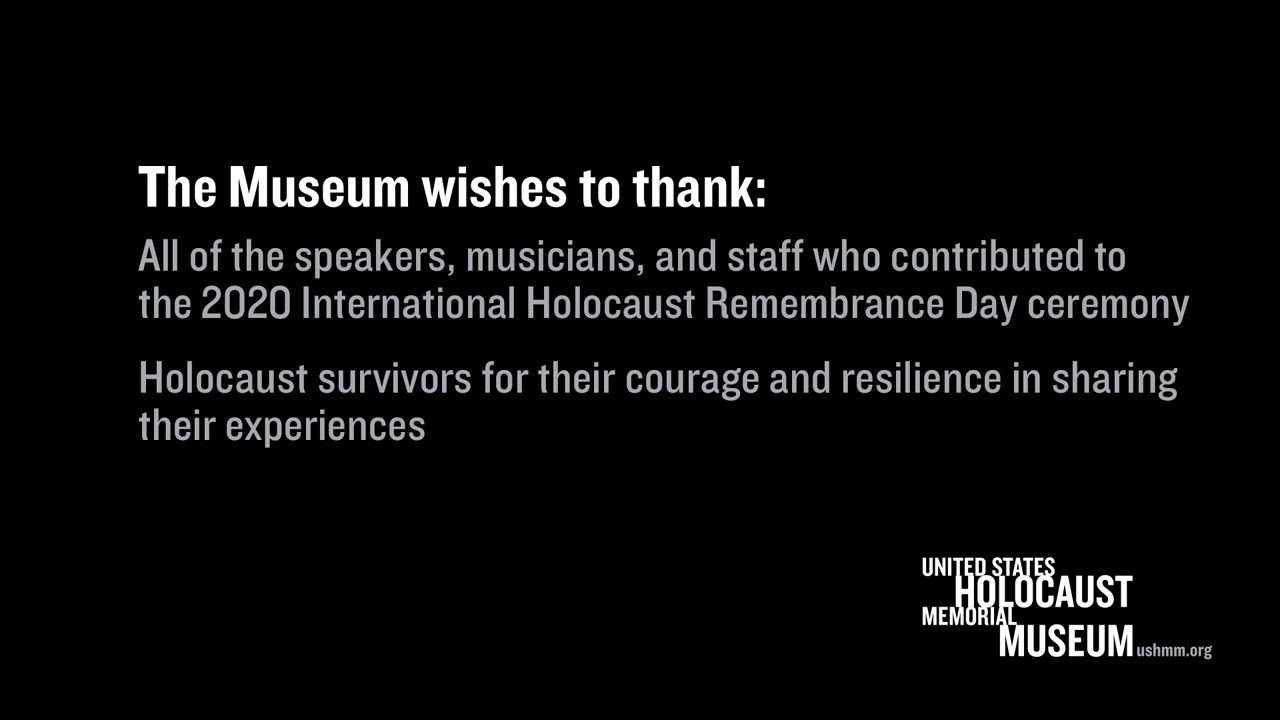 The Museum wishes to thank:
All of the speakers, musicians, and staff who contributed to
the 2020 International Holocaust Remembrance Day ceremony
Holocaust survivors for their courage and resilience in sharing
their experiences
UNITED STATES
HOLOCAUST
MEMORIAL
MUSEUM ushmm.org